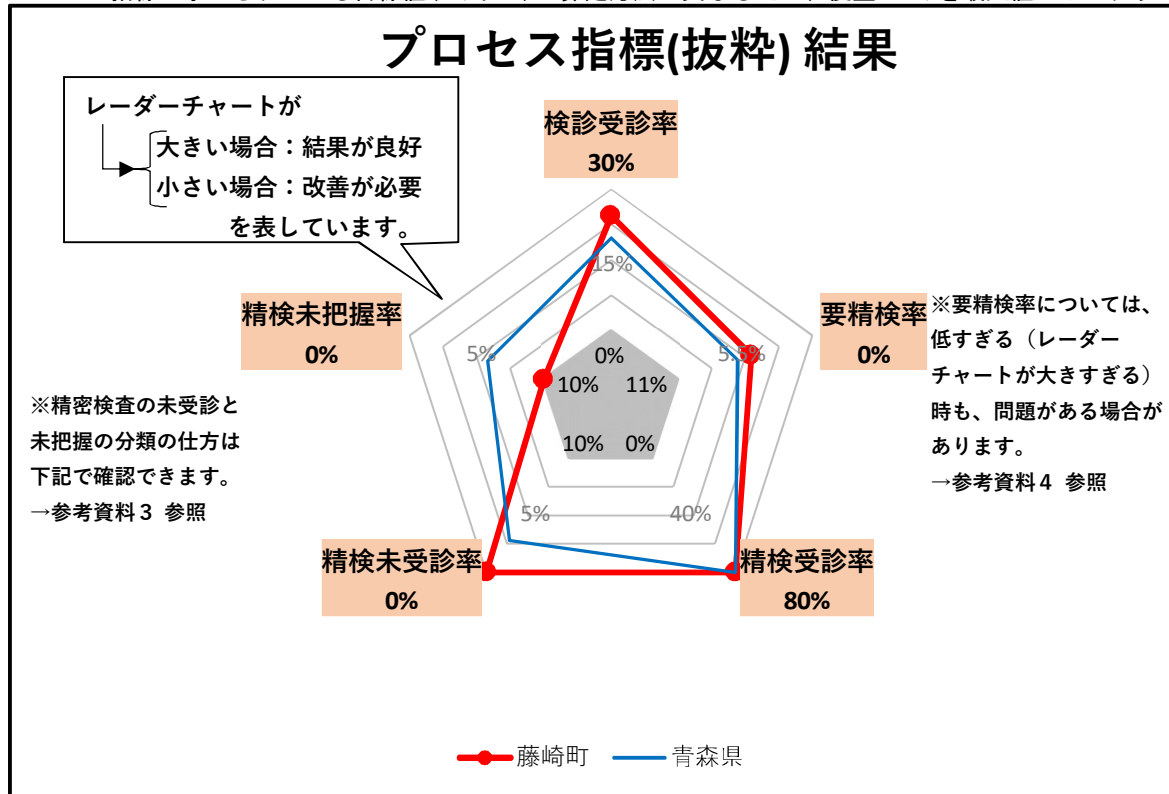 プロセス指標(抜粋) 結果
レーダーチャートが
大きい場合：結果が良好
小さい場合：改善が必要
を表しています。
検診受診率
30%
15%
0%
精検未把握率
0%
5%
10%
要精検率
0%
5.5%
11%
※要精検率については、
低すぎる（レーダー
チャートが大きすぎる）
時も、問題がある場合が
あります。
→参考資料４ 参照
※精密検査の未受診と
未把握の分類の仕方は
下記で確認できます。
→参考資料３ 参照
10%
0%
5%
40%
精検未受診率
0%
精検受診率
80%
藤崎町
青森県